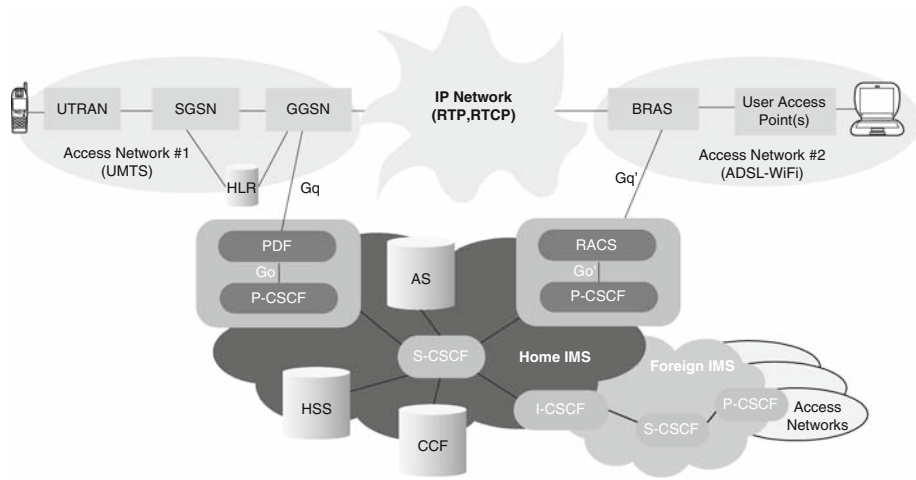 UTRAN
SGSN
GGSN
IP Network
(RTP,RTCP)
BRAS
User Access
Point(s)
Access Network #1
(UMTS)
HLR
Gq
Gq'
Access Network #2
(ADSL-WiFi)
PDF
Go
P-CSCF
AS
RACS
Go'
P-CSCF
S-CSCF
Home IMS
Foreign IMS
HSS
CCF
I-CSCF
S-CSCF
P-CSCF
Access
Networks